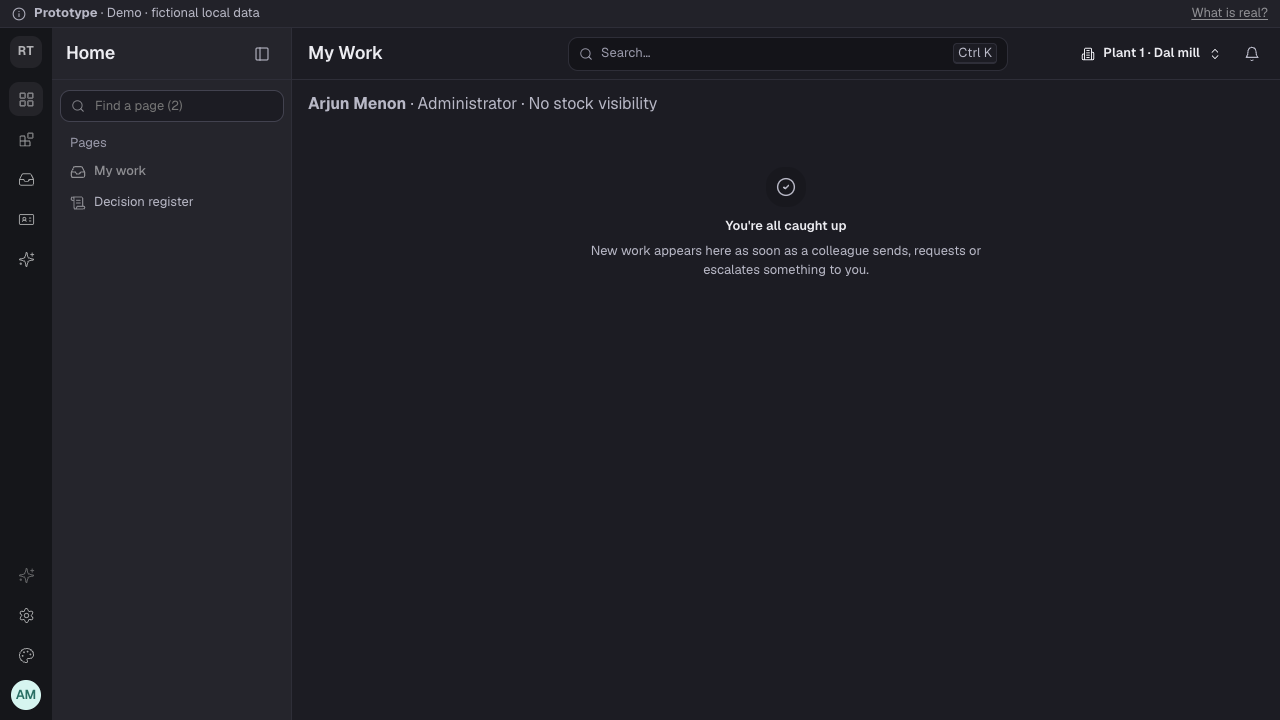 Prototype · Demo · fictional local data
What is real?
RT
Home
My Work
Search...
Ctrl K
Plant 1 · Dal mill
Find a page (2)
Arjun Menon · Administrator · No stock visibility
Pages
My work
Decision register
You're all caught up
New work appears here as soon as a colleague sends, requests or
escalates something to you.
AM